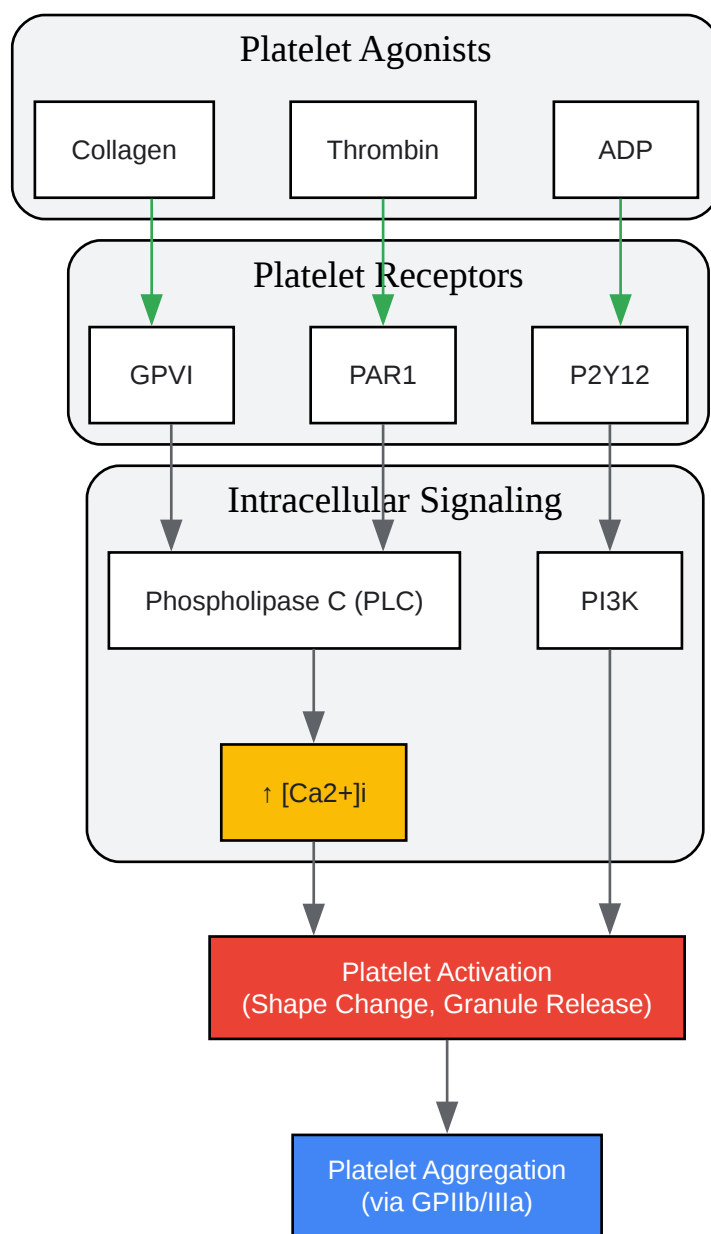 Platelet Agonists
Collagen
Thrombin
ADP
Platelet Receptors
GPVI
PAR1
P2Y12
Intracellular Signaling
Phospholipase C (PLC)
PI3K
↑ [Ca2+]i
Platelet Activation
(Shape Change, Granule Release)
Platelet Aggregation
(via GPIIb/IIIa)